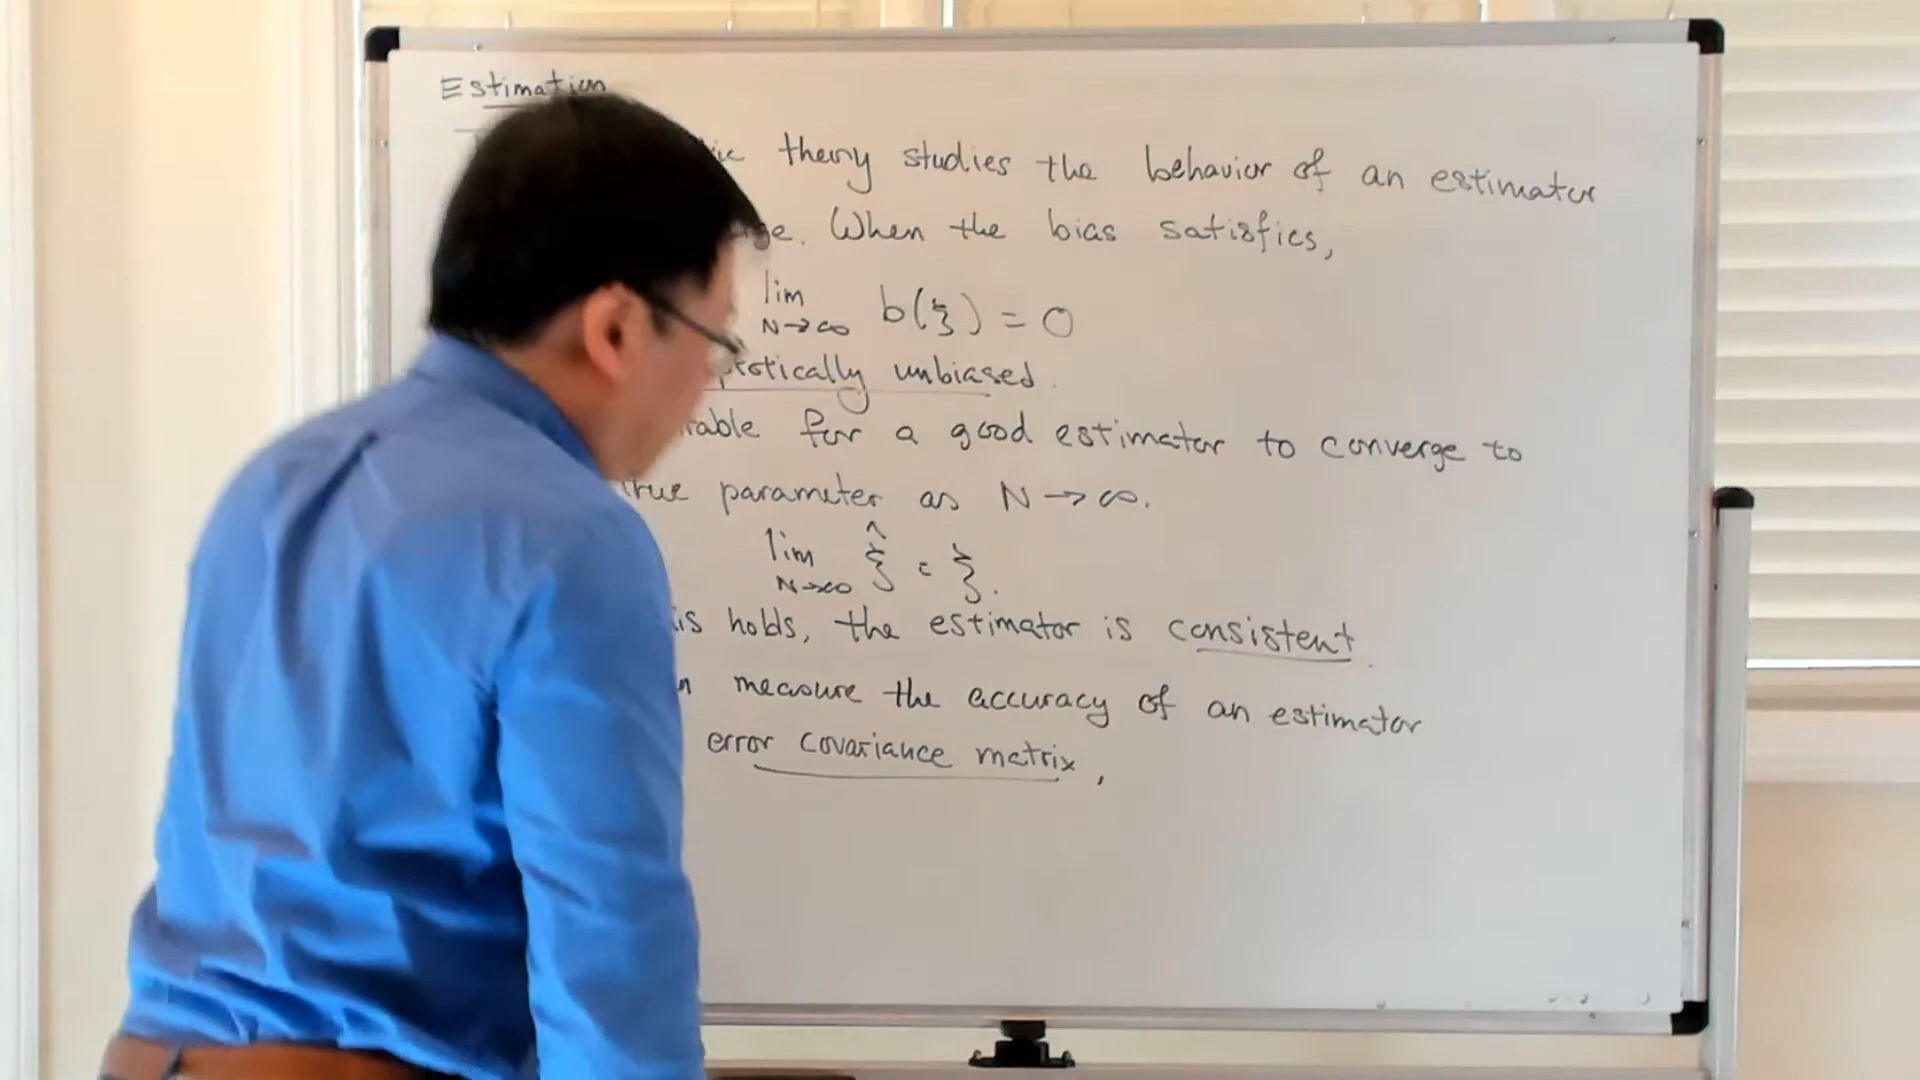 Estimation
theory studies the behavior of an estimator
When the bias satisfies,
lim N→∞ b(ξ) = 0
unbiased.
for a good estimator to converge to
true parameter as N → ∞.
lim N→∞ ξ̂ = ξ.
holds, the estimator is consistent.
measure the accuracy of an estimator
error covariance matrix,